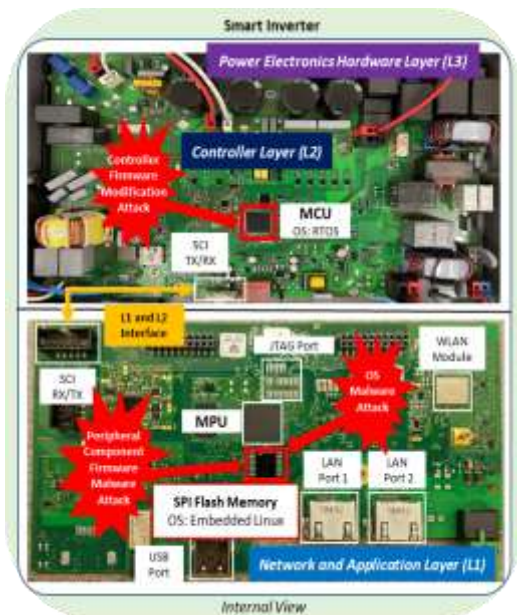 Smart Inverter
Power Electronics Hardware Layer (L3)
Controller
Firmware
Modification
Attack
Controller Layer (L2)
MCU
OS: RTOS
SCI
TX/RX
L1 and L2
Interface
JTAG Port
WLAN
Module
SCI
RX/TX
OS
Malware
Attack
MPU
Peripheral
Component
Firmware
Malware
Attack
LAN
Port 1
LAN
Port 2
SPI Flash Memory
OS: Embedded Linux
USB
Port
Network and Application Layer (L1)
Internal View